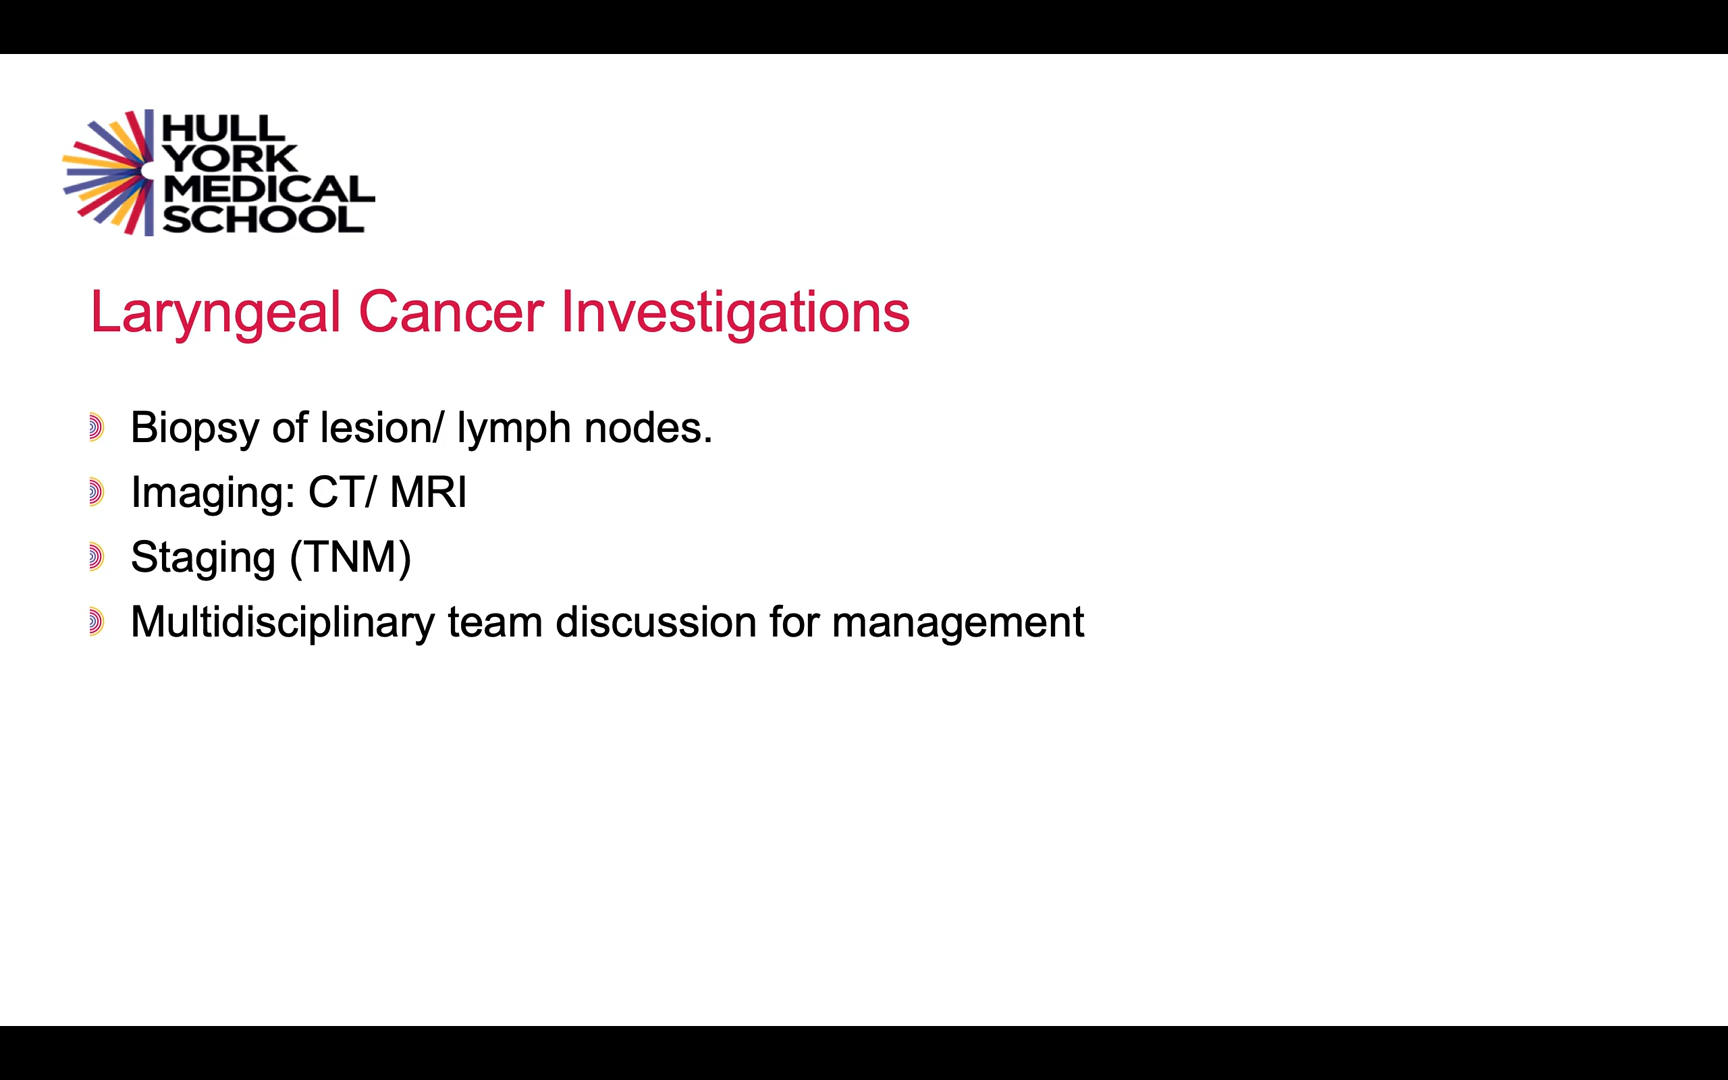 HULL
YORK
MEDICAL
SCHOOL
Laryngeal Cancer Investigations
Biopsy of lesion/ lymph nodes.
Imaging: CT/ MRI
Staging (TNM)
Multidisciplinary team discussion for management